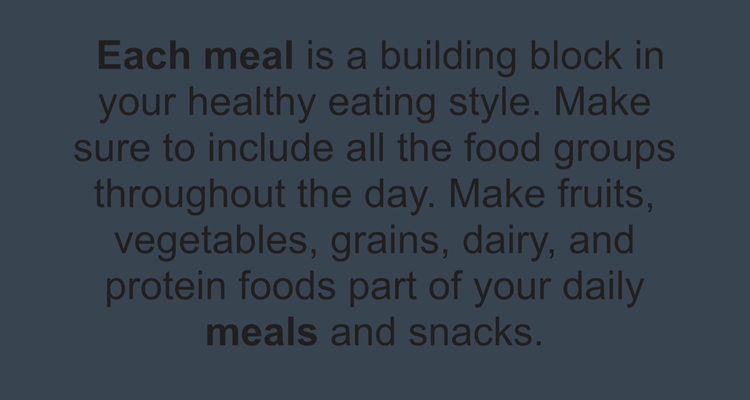 Each meal is a building block in
your healthy eating style. Make
sure to include all the food groups
throughout the day. Make fruits,
vegetables, grains, dairy, and
protein foods part of your daily
meals and snacks.